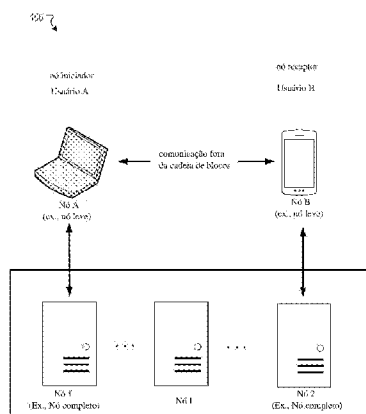 400
nó iniciador
Usuário A
nó receptor
Usuário B
comunicação fora
da cadeia de blocos
Nó A
(ex., nó leve)
Nó B
(ex., nó leve)
Nó
(Ex., Nó completo)
Nó 1
Nó 2
(Ex., Nó completo)